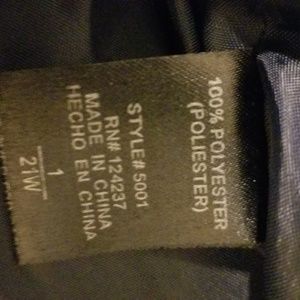 100% POLYESTER
(POLIESTER)
STYLE# 5001
RN# 124237
MADE IN CHINA
HECHO EN CHINA
1
21W